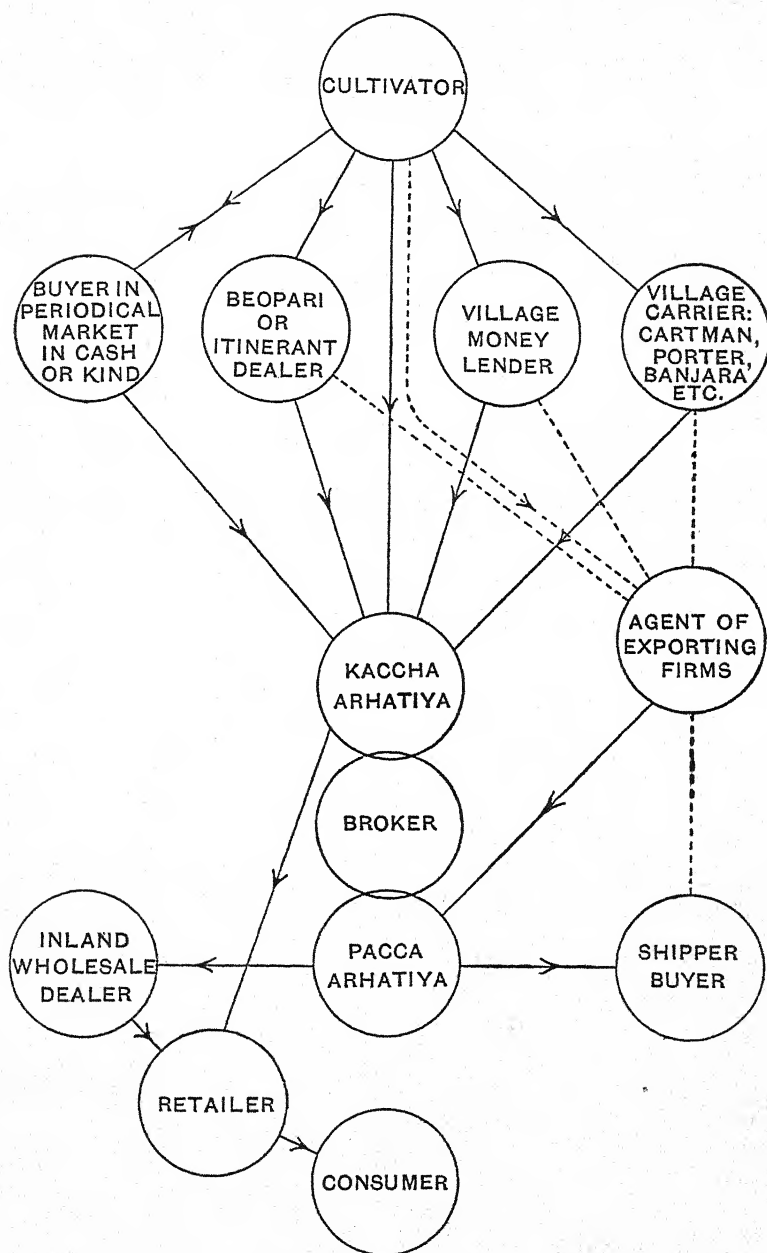 CULTIVATOR
BUYER IN
PERIODICAL
MARKET
IN CASH
OR KIND
BEOPARI
OR
ITINERANT
DEALER
VILLAGE
MONEY
LENDER
VILLAGE
CARRIER:
CARTMAN,
PORTER,
BANJARA
ETC.
AGENT OF
EXPORTING
FIRMS
KACCHA
ARHATIYA
BROKER
INLAND
WHOLESALE
DEALER
PACCA
ARHATIYA
SHIPPER
BUYER
RETAILER
CONSUMER